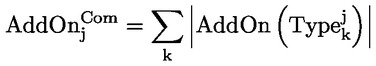 AddOn_j^Com = ∑_k |AddOn (Type_k^j)|